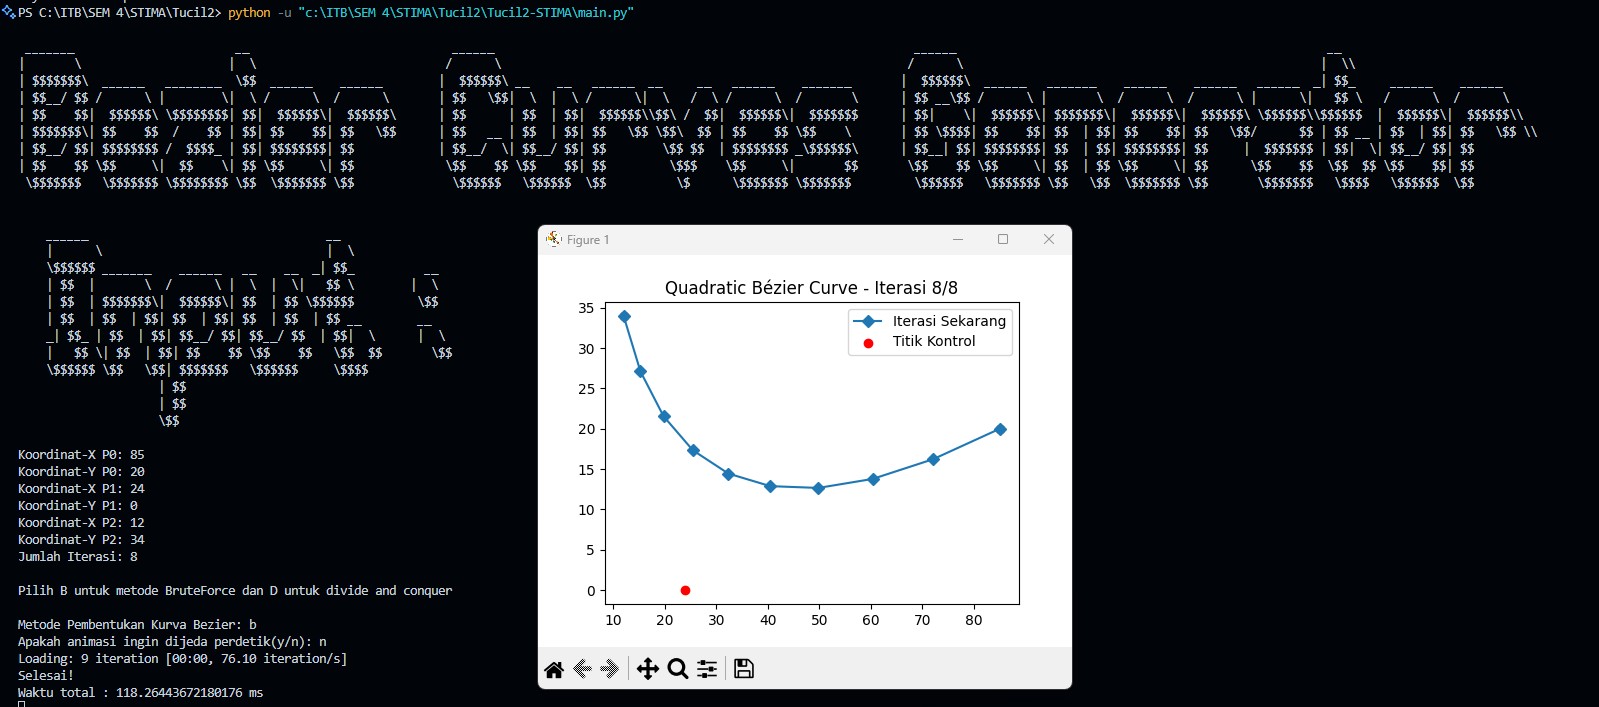 PS C:\ITB\SEM 4\STIMA\Tucil2> python -u "c:\ITB\SEM 4\STIMA\Tucil2\Tucil2-STIMA\main.py"
Bezier Curves Generator
Input :
Koordinat-X P0: 85
Koordinat-Y P0: 20
Koordinat-X P1: 24
Koordinat-Y P1: 0
Koordinat-X P2: 12
Koordinat-Y P2: 34
Jumlah Iterasi: 8
Pilih B untuk metode BruteForce dan D untuk divide and conquer
Metode Pembentukan Kurva Bezier: b
Apakah animasi ingin dijeda perdetik(y/n): n
Loading: 9 iteration [00:00, 76.10 iteration/s]
Selesai!
Waktu total : 118.26443672180176 ms
Figure 1
Quadratic Bézier Curve - Iterasi 8/8
Iterasi Sekarang
Titik Kontrol
35
30
25
20
15
10
5
0
10 20 30 40 50 60 70 80